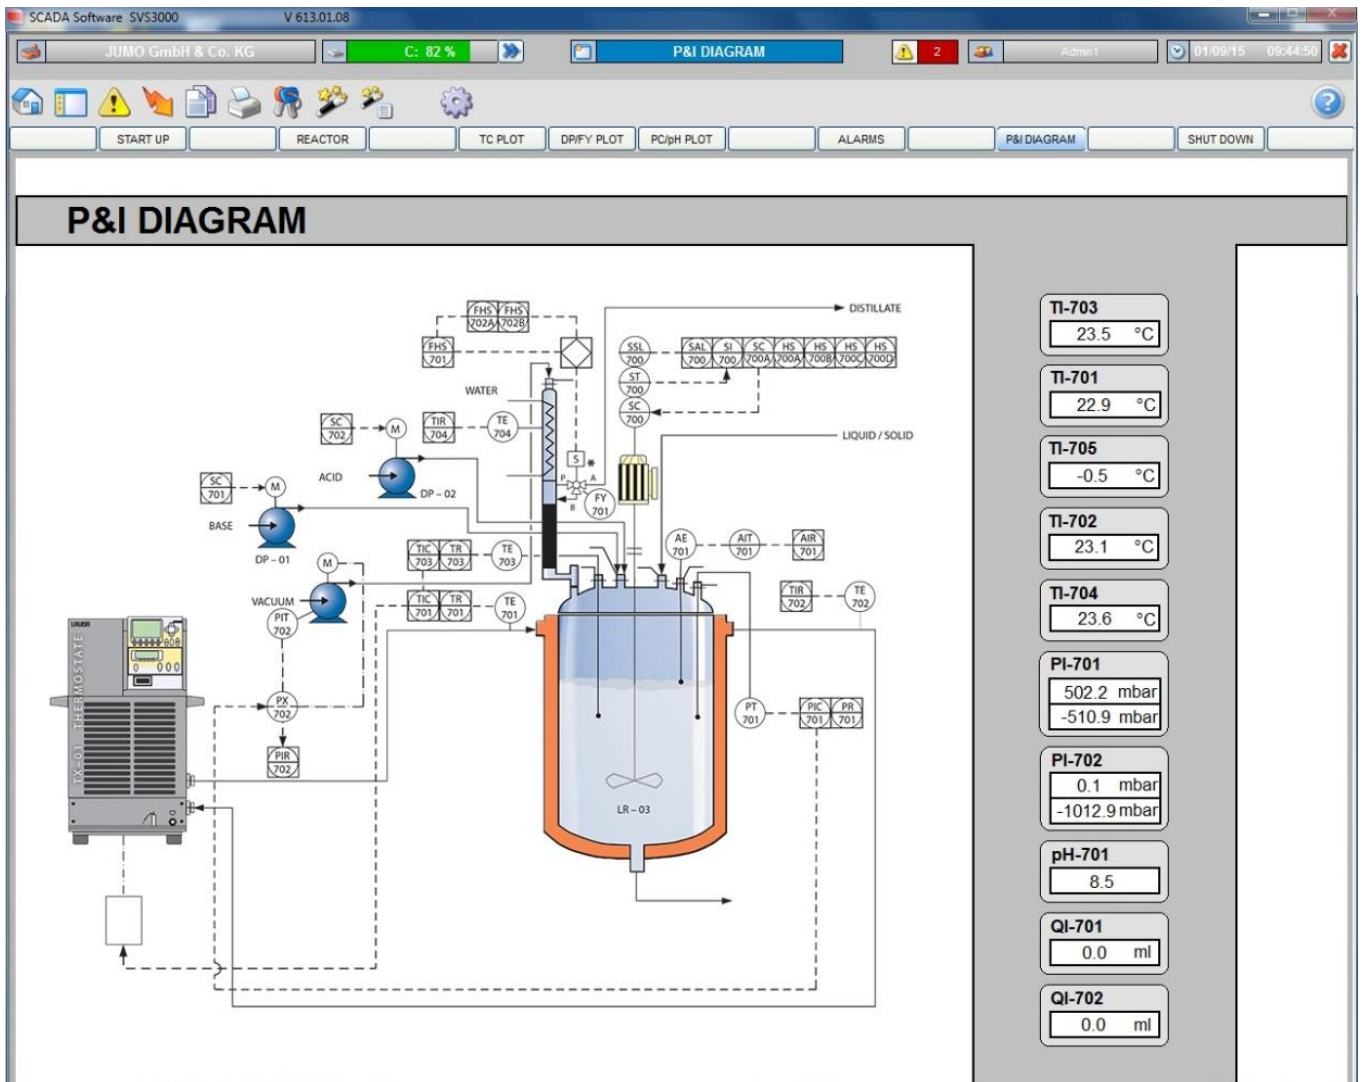 SCADA Software SVS3000 V 613.01.08
JUMO GmbH & Co. KG C: 82 % P&I DIAGRAM 2 Admin1 01/09/15 09:44:50
START UP REACTOR TC PLOT DP/FY PLOT PC/pH PLOT ALARMS P&I DIAGRAM SHUT DOWN
P&I DIAGRAM
FHS 702A FHS 702B
DISTILLATE
FHS 701
SSL 700
SAL 700 SI 700 SC 700A HS 700A HS 700B HS 700C HS 700D
ST 700
WATER
SC 700
SC 702 M TIR 704 TE 704
LIQUID / SOLID
S *
ACID
P A
DP – 02
B
FY 701
SC 701 M
BASE
DP – 01
AE 701 AIT 701 AIR 701
TIC 703 TR 703 TE 703
M
VACUUM
TIC 701 TR 701 TE 701
TIR 702 TE 702
PIT 702
LAUDA
TX–01 THERMOSTATE
PX 702
PT 701 PIC 701 PR 701
PIR 702
LR – 03
TI-703
23.5 °C
TI-701
22.9 °C
TI-705
-0.5 °C
TI-702
23.1 °C
TI-704
23.6 °C
PI-701
502.2 mbar
-510.9 mbar
PI-702
0.1 mbar
-1012.9 mbar
pH-701
8.5
QI-701
0.0 ml
QI-702
0.0 ml